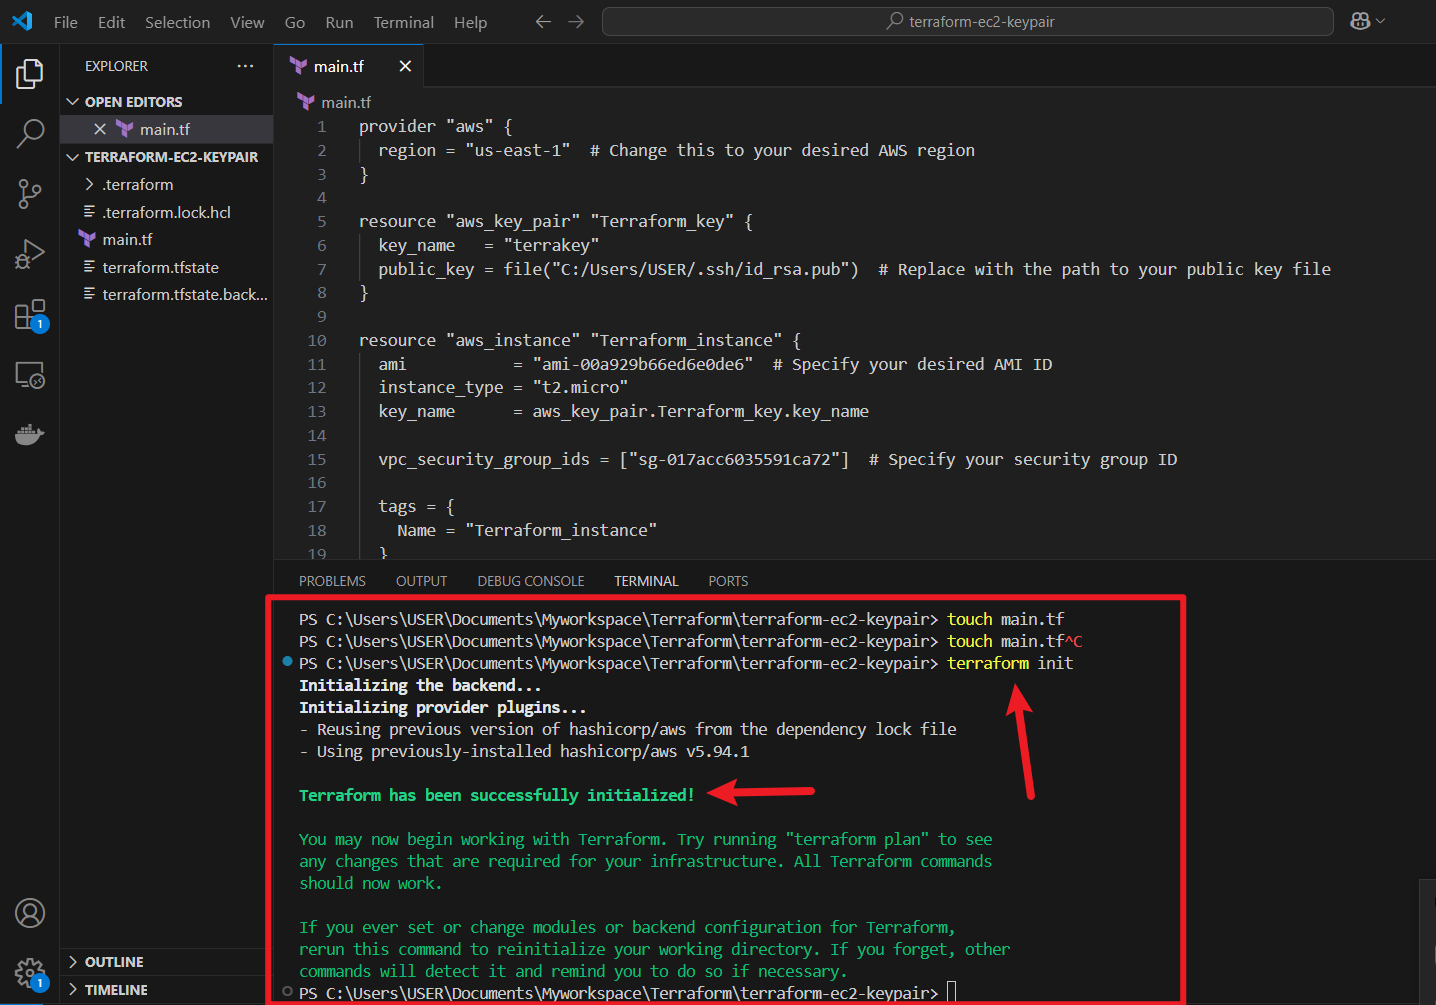 File Edit Selection View Go Run Terminal Help
terraform-ec2-keypair
EXPLORER
OPEN EDITORS
main.tf
TERRAFORM-EC2-KEYPAIR
.terraform
.terraform.lock.hcl
main.tf
terraform.tfstate
terraform.tfstate.back...
1
1
OUTLINE
TIMELINE
main.tf
main.tf
1 provider "aws" {
2   region = "us-east-1"  # Change this to your desired AWS region
3 }
4
5 resource "aws_key_pair" "Terraform_key" {
6   key_name   = "terrakey"
7   public_key = file("C:/Users/USER/.ssh/id_rsa.pub")  # Replace with the path to your public key file
8 }
9
10 resource "aws_instance" "Terraform_instance" {
11   ami           = "ami-00a929b66ed6e0de6"  # Specify your desired AMI ID
12   instance_type = "t2.micro"
13   key_name      = aws_key_pair.Terraform_key.key_name
14
15   vpc_security_group_ids = ["sg-017acc6035591ca72"]  # Specify your security group ID
16
17   tags = {
18     Name = "Terraform_instance"
19   }
PROBLEMS OUTPUT DEBUG CONSOLE TERMINAL PORTS
PS C:\Users\USER\Documents\Myworkspace\Terraform\terraform-ec2-keypair> touch main.tf
PS C:\Users\USER\Documents\Myworkspace\Terraform\terraform-ec2-keypair> touch main.tf^C
PS C:\Users\USER\Documents\Myworkspace\Terraform\terraform-ec2-keypair> terraform init
Initializing the backend...
Initializing provider plugins...
- Reusing previous version of hashicorp/aws from the dependency lock file
- Using previously-installed hashicorp/aws v5.94.1
Terraform has been successfully initialized!
You may now begin working with Terraform. Try running "terraform plan" to see
any changes that are required for your infrastructure. All Terraform commands
should now work.
If you ever set or change modules or backend configuration for Terraform,
rerun this command to reinitialize your working directory. If you forget, other
commands will detect it and remind you to do so if necessary.
PS C:\Users\USER\Documents\Myworkspace\Terraform\terraform-ec2-keypair>